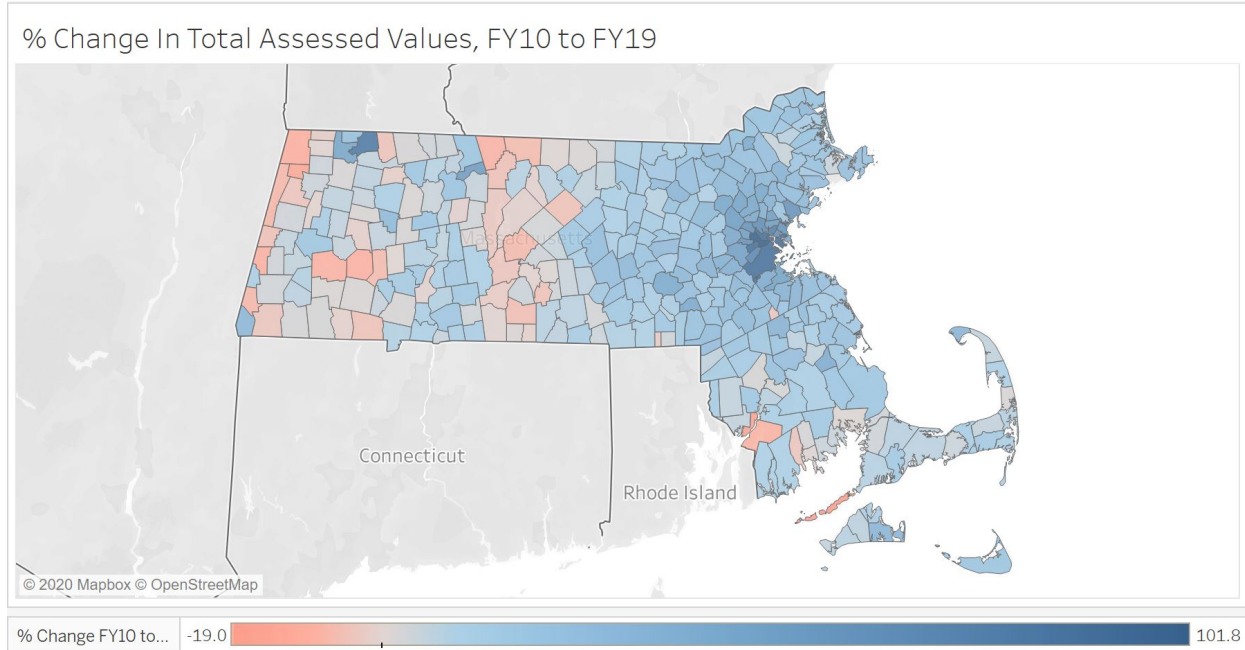 % Change In Total Assessed Values, FY10 to FY19
Massachusetts
Connecticut
Rhode Island
© 2020 Mapbox © OpenStreetMap
% Change FY10 to...
-19.0
101.8